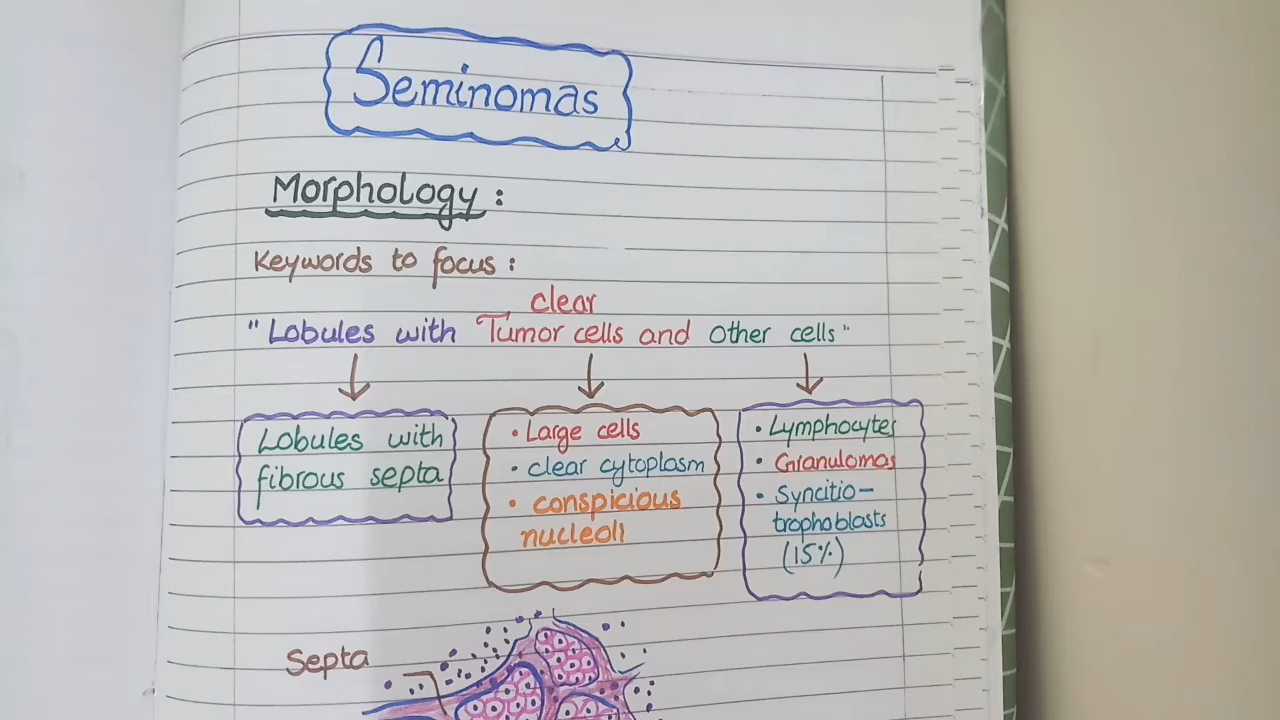 Seminomas
Morphology :
Keywords to focus :
clear
"Lobules with Tumor cells and other cells"
Lobules with
fibrous septa
• Large cells
• clear cytoplasm
• conspicious
nucleoli
• Lymphocytes
• Granulomas
• Syncitio-
trophoblasts
(15%)
Septa